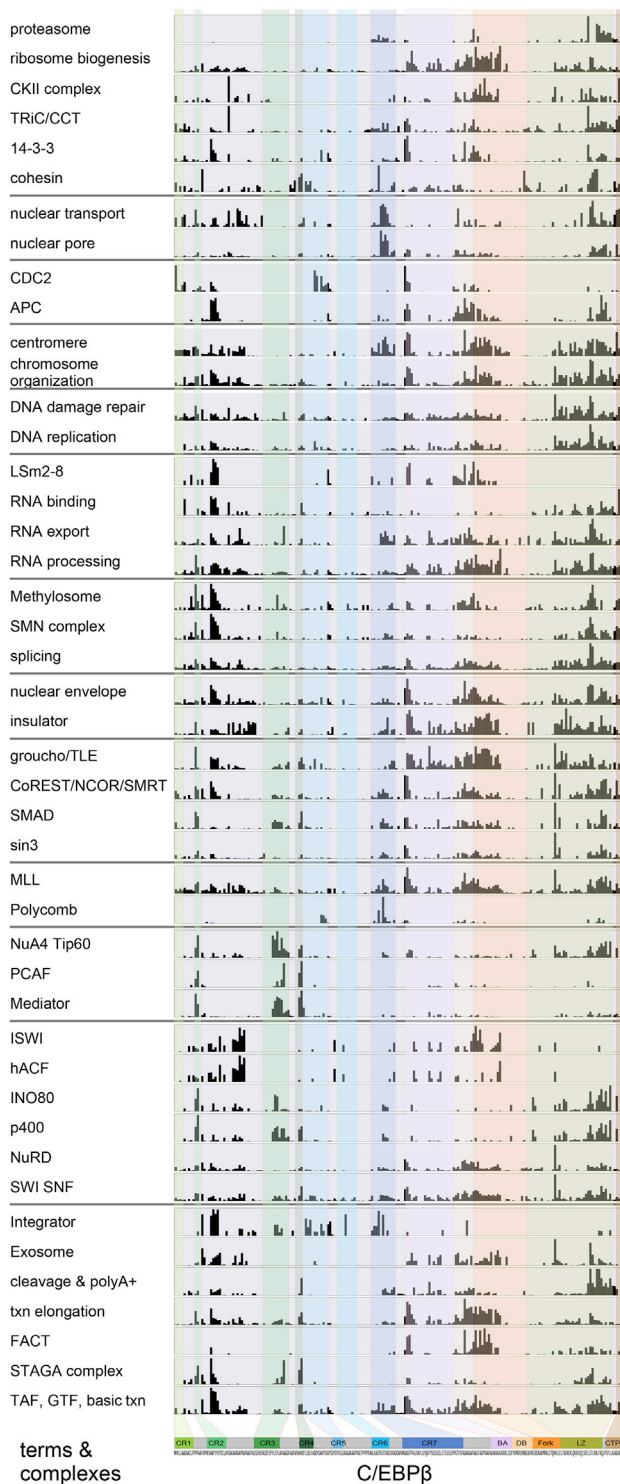 proteasome
ribosome biogenesis
CKII complex
TRiC/CCT
14-3-3
cohesin
nuclear transport
nuclear pore
CDC2
APC
centromere
chromosome
organization
DNA damage repair
DNA replication
LSm2-8
RNA binding
RNA export
RNA processing
Methylosome
SMN complex
splicing
nuclear envelope
insulator
groucho/TLE
CoREST/NCOR/SMRT
SMAD
sin3
MLL
Polycomb
NuA4 Tip60
PCAF
Mediator
ISWI
hACF
INO80
p400
NuRD
SWI SNF
Integrator
Exosome
cleavage & polyA+
txn elongation
FACT
STAGA complex
TAF, GTF, basic txn
CR1 CR2 CR3 CR4 CR5 CR6 CR7 BA DB Fork LZ CTP
terms &
complexes
C/EBPβ